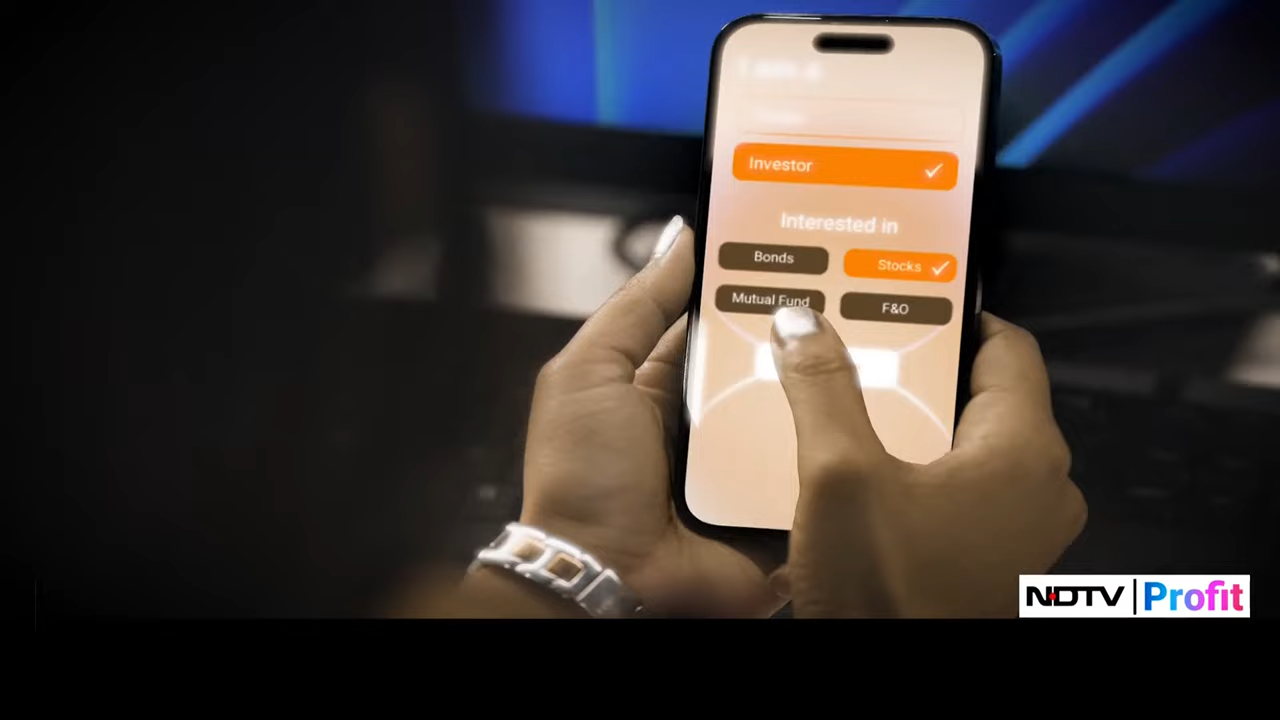 Investor
Interested in
Bonds
Stocks
Mutual Fund
F&O
NDTV Profit